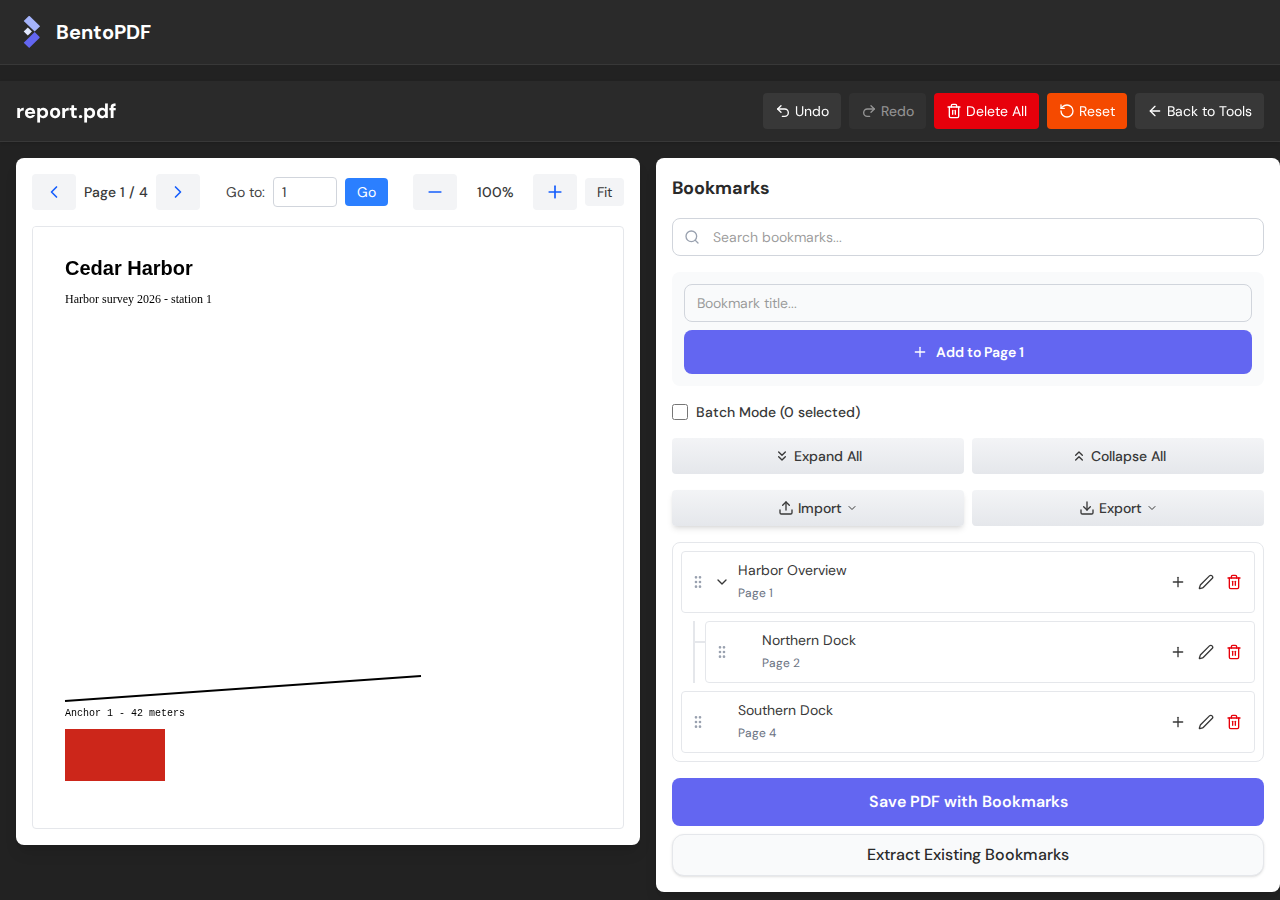 BentoPDF
report.pdf
Undo
Redo
Delete All
Reset
Back to Tools
Page 1 / 4
Go to:
1
Go
100%
Fit
Cedar Harbor
Harbor survey 2026 - station 1
Anchor 1 - 42 meters
Bookmarks
Search bookmarks...
Bookmark title...
Add to Page 1
Batch Mode (0 selected)
Expand All
Collapse All
Import
Export
Harbor Overview
Page 1
Northern Dock
Page 2
Southern Dock
Page 4
Save PDF with Bookmarks
Extract Existing Bookmarks